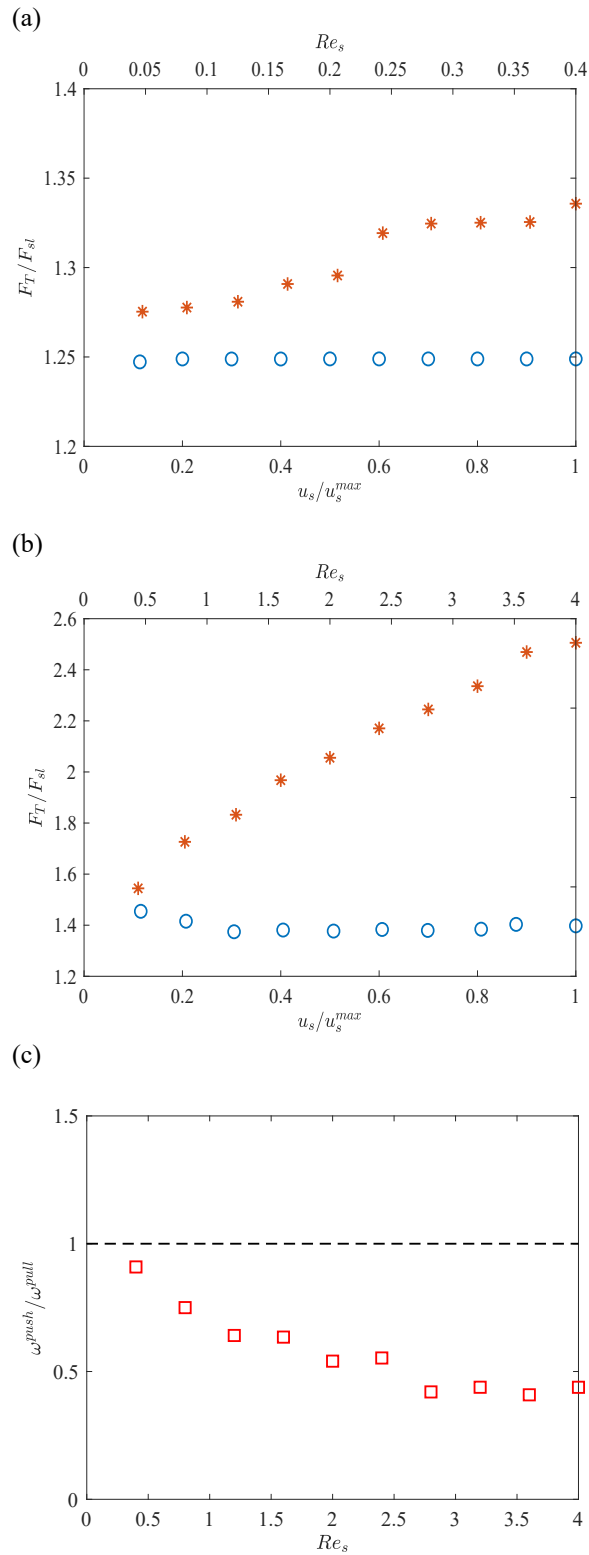 (a)
Re_s
0 0.05 0.1 0.15 0.2 0.25 0.3 0.35 0.4
1.4
1.35
1.3
1.25
1.2
F_T/F_{sl}
0 0.2 0.4 0.6 0.8 1
u_s/u_s^{max}
(b)
Re_s
0 0.5 1 1.5 2 2.5 3 3.5 4
2.6
2.4
2.2
2
1.8
1.6
1.4
1.2
F_T/F_{sl}
0 0.2 0.4 0.6 0.8 1
u_s/u_s^{max}
(c)
1.5
1
0.5
0
ω^{push}/ω^{pull}
0 0.5 1 1.5 2 2.5 3 3.5 4
Re_s